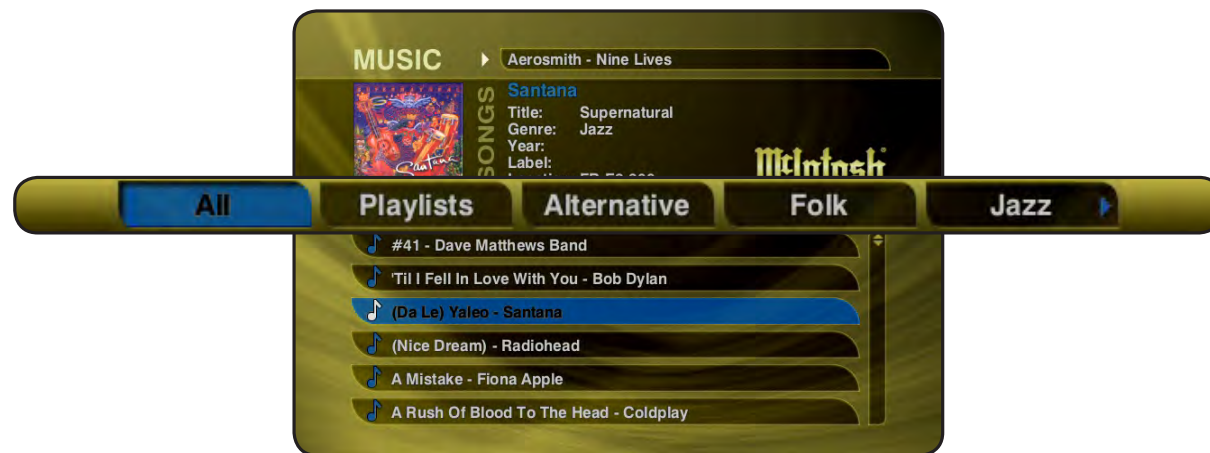 MUSIC
Aerosmith - Nine Lives
SONGS
Santana
Title: Supernatural
Genre: Jazz
Year:
Label:
McIntosh
Santana
All Playlists Alternative Folk Jazz
#41 - Dave Matthews Band
'Til I Fell In Love With You - Bob Dylan
(Da Le) Yaleo - Santana
(Nice Dream) - Radiohead
A Mistake - Fiona Apple
A Rush Of Blood To The Head - Coldplay